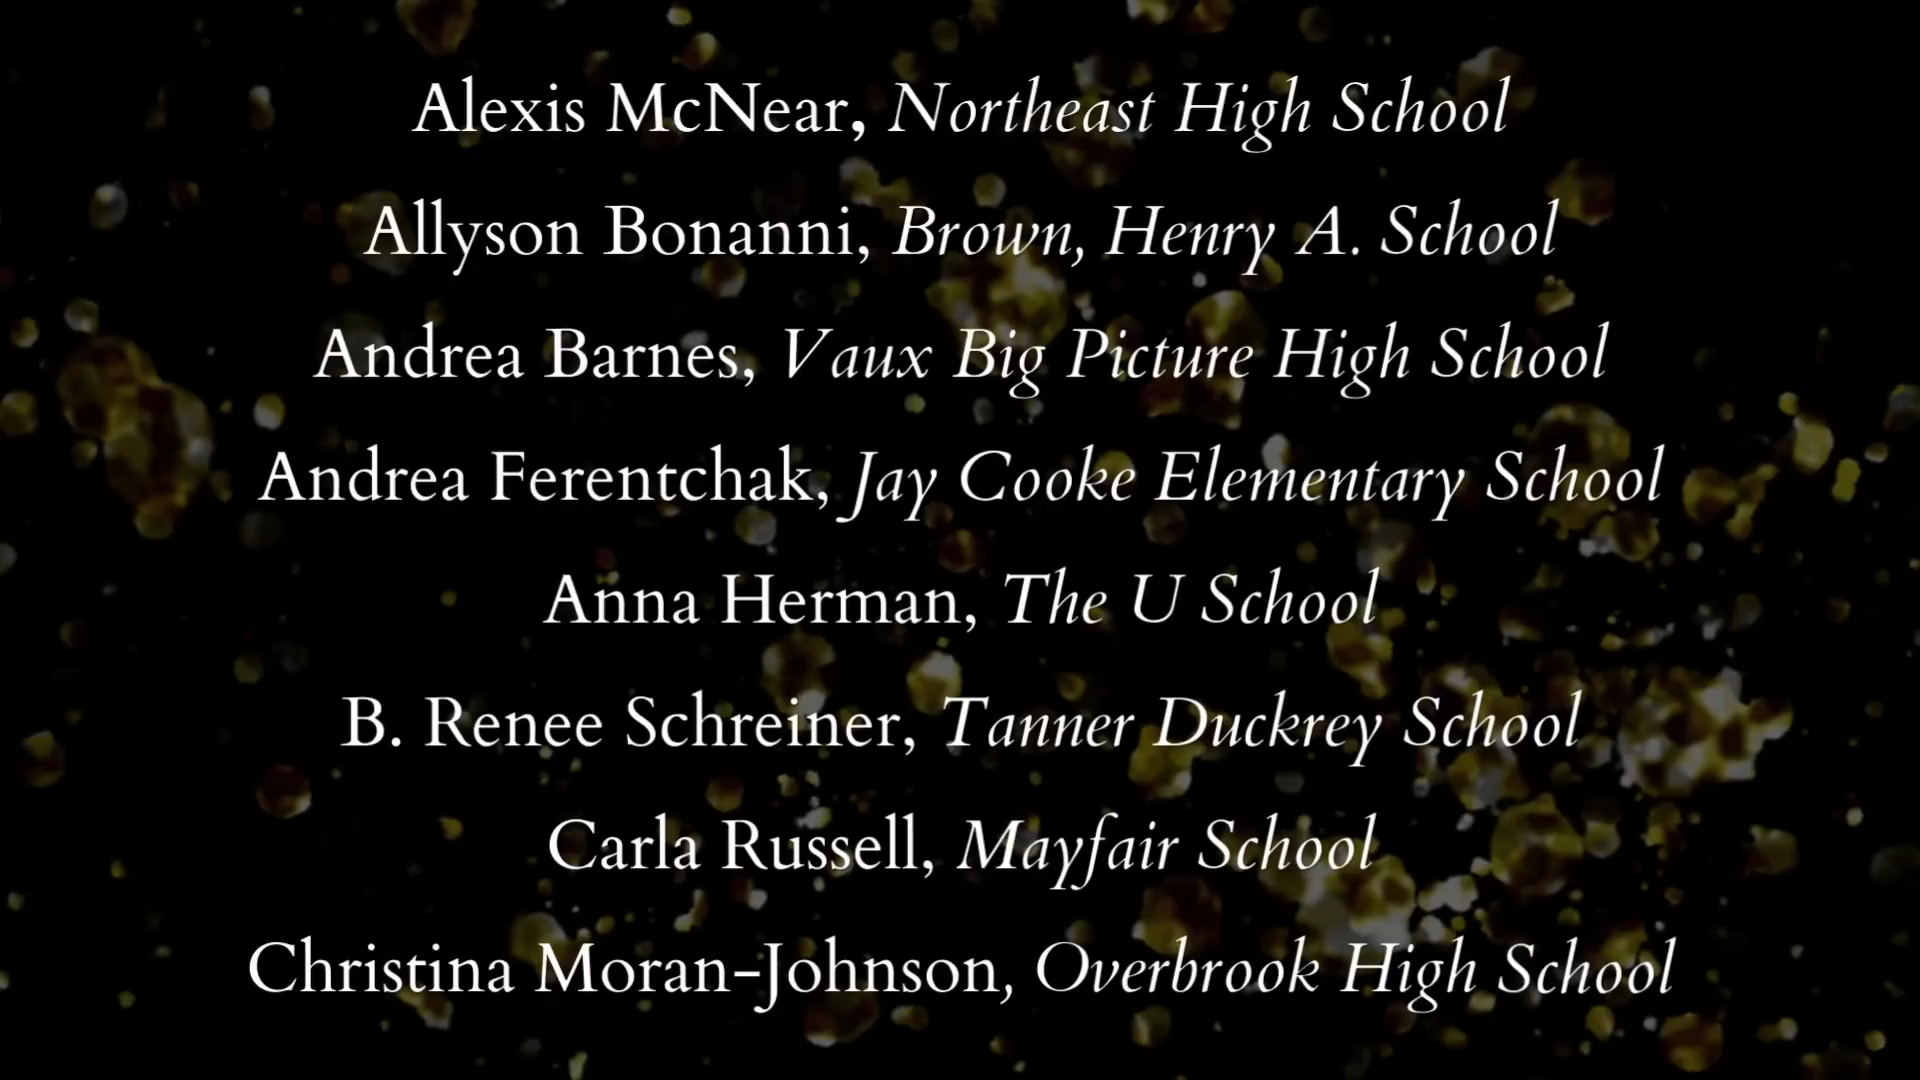 Alexis McNear, Northeast High School
Allyson Bonanni, Brown, Henry A. School
Andrea Barnes, Vaux Big Picture High School
Andrea Ferentchak, Jay Cooke Elementary School
Anna Herman, The U School
B. Renee Schreiner, Tanner Duckrey School
Carla Russell, Mayfair School
Christina Moran-Johnson, Overbrook High School